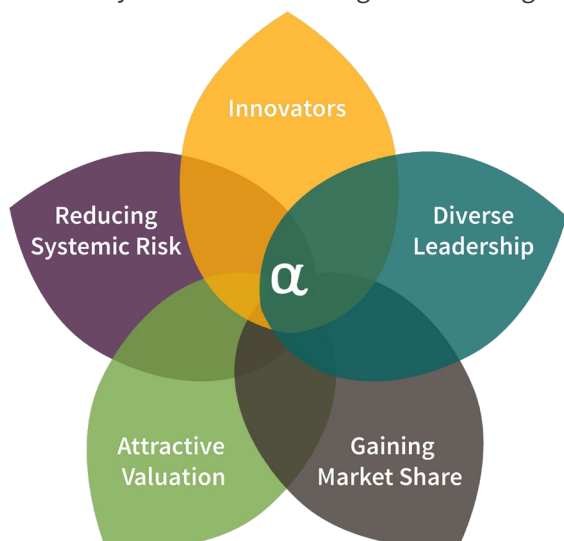 Innovators
Reducing
Systemic Risk
Diverse
Leadership
α
Attractive
Valuation
Gaining
Market Share